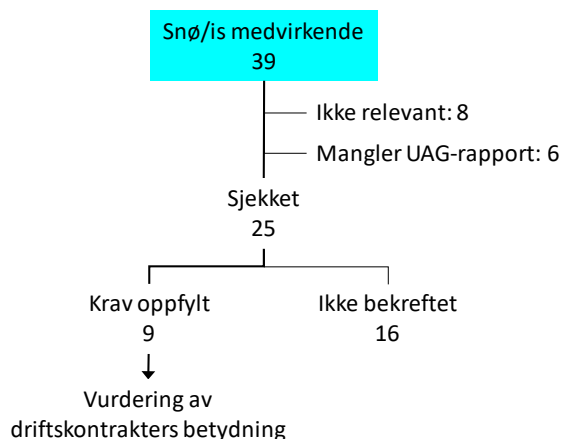 Snø/is medvirkende
39
Ikke relevant: 8
Mangler UAG-rapport: 6
Sjekket
25
Krav oppfylt
9
Ikke bekreftet
16
Vurdering av
driftskontrakters betydning